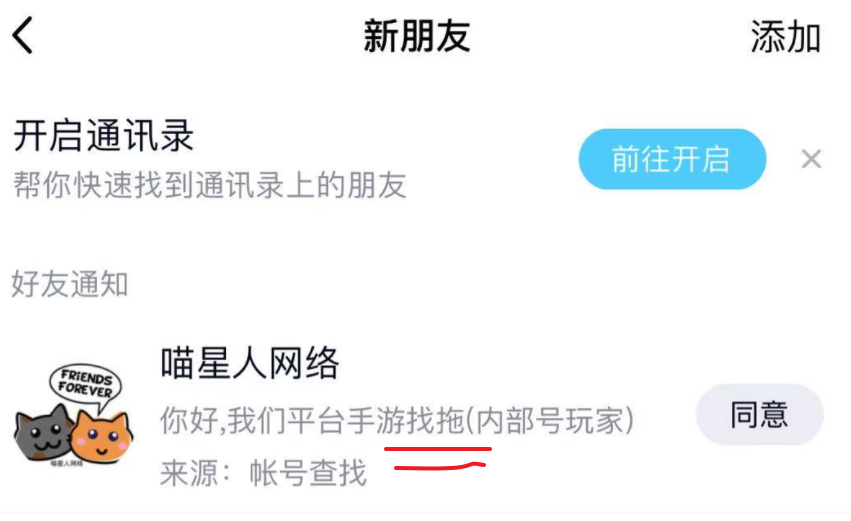 新朋友
添加
开启通讯录
帮你快速找到通讯录上的朋友
前往开启
好友通知
FRIENDS
FOREVER
喵星人网络
喵星人网络
你好,我们平台手游找拖(内部号玩家)
来源：帐号查找
同意